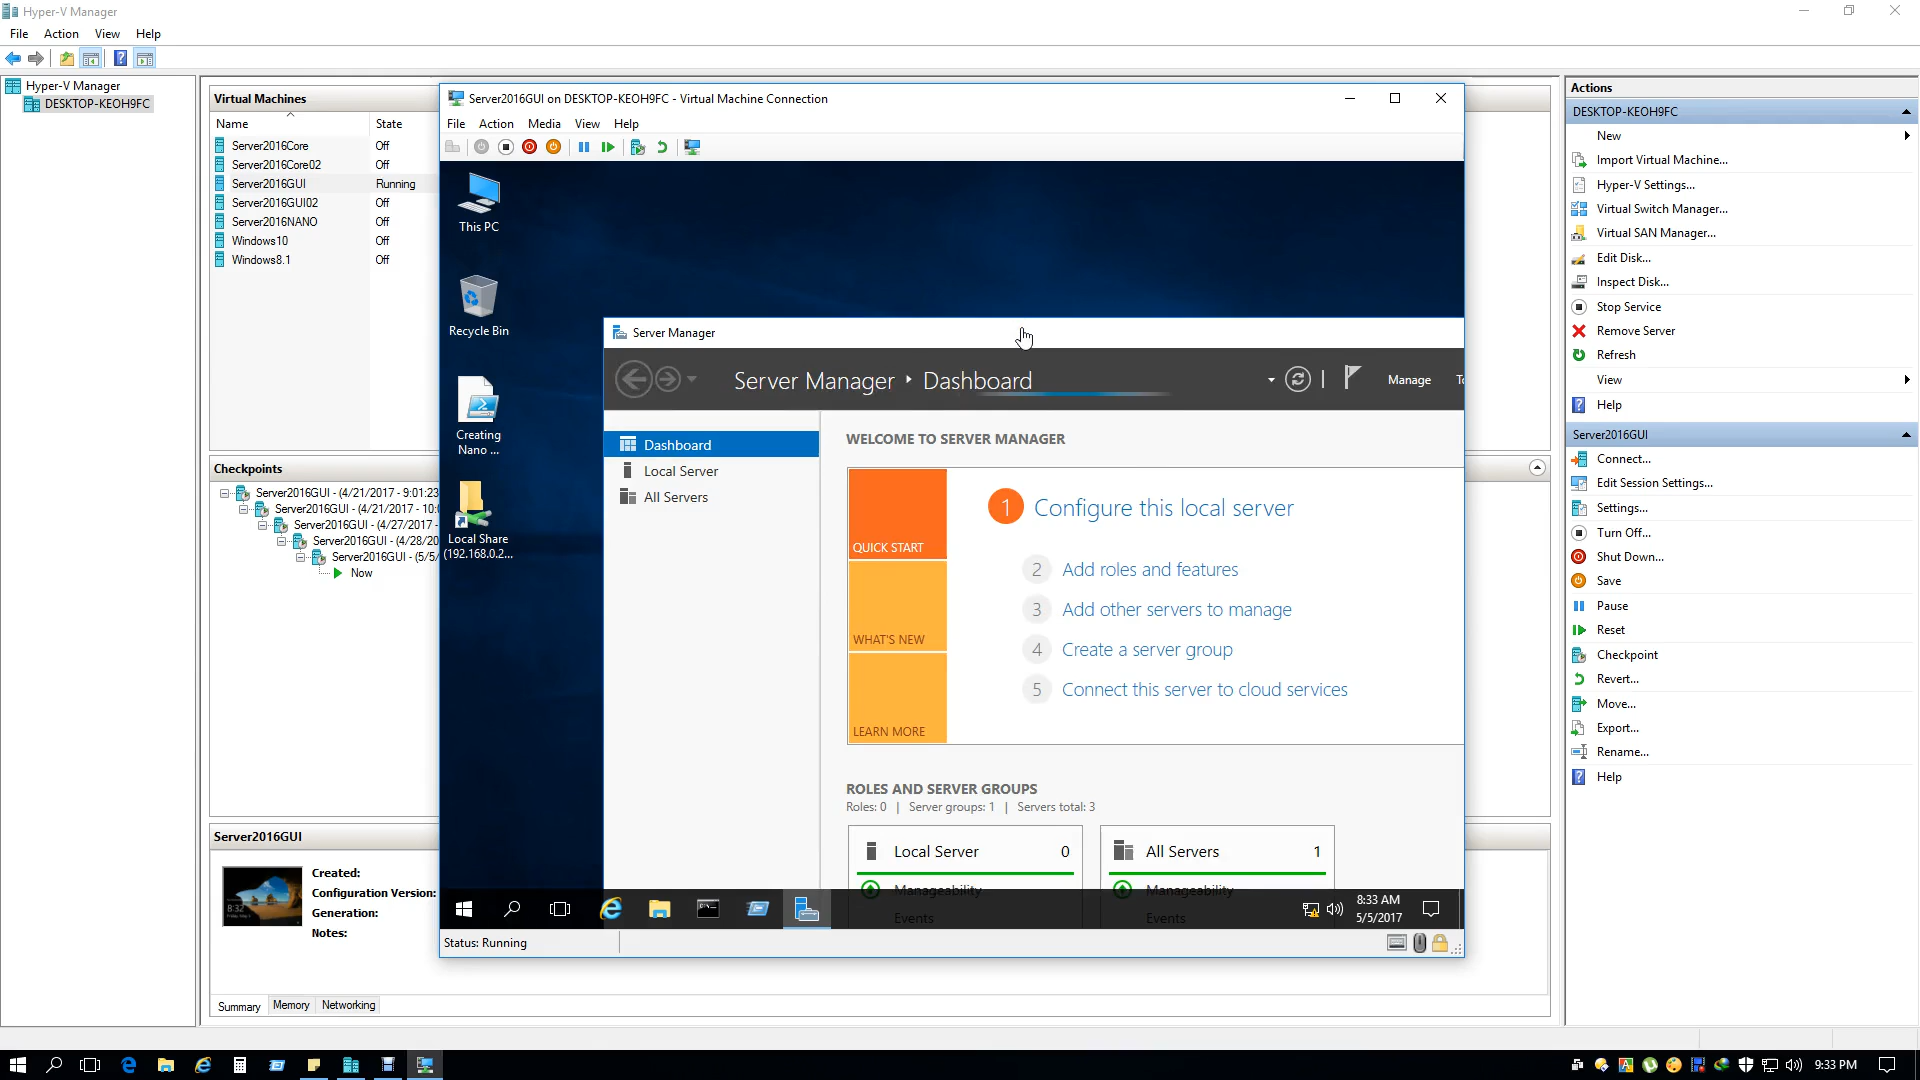 Hyper-V Manager
File Action View Help
Hyper-V Manager
DESKTOP-KEOH9FC
Virtual Machines
Name State
Server2016Core Off
Server2016Core02 Off
Server2016GUI Running
Server2016GUI02 Off
Server2016NANO Off
Windows10 Off
Windows8.1 Off
Checkpoints
Server2016GUI - (4/21/2017 - 9:01:23
Server2016GUI - (4/21/2017 - 10:
Server2016GUI - (4/27/2017 -
Server2016GUI - (4/28/20
Server2016GUI - (5/5/
Now
Server2016GUI
Created:
Configuration Version:
Generation:
Notes:
8:32
Summary Memory Networking
Server2016GUI on DESKTOP-KEOH9FC - Virtual Machine Connection
File Action Media View Help
This PC
Recycle Bin
Creating
Nano ...
Local Share
(192.168.0.2...
Server Manager
Server Manager Dashboard
Manage
Dashboard
Local Server
All Servers
WELCOME TO SERVER MANAGER
QUICK START
WHAT'S NEW
LEARN MORE
1 Configure this local server
2 Add roles and features
3 Add other servers to manage
4 Create a server group
5 Connect this server to cloud services
ROLES AND SERVER GROUPS
Roles: 0 | Server groups: 1 | Servers total: 3
Local Server 0
Manageability
Events
All Servers 1
Manageability
Events
8:33 AM
5/5/2017
Status: Running
Actions
DESKTOP-KEOH9FC
New
Import Virtual Machine...
Hyper-V Settings...
Virtual Switch Manager...
Virtual SAN Manager...
Edit Disk...
Inspect Disk...
Stop Service
Remove Server
Refresh
View
Help
Server2016GUI
Connect...
Edit Session Settings...
Settings...
Turn Off...
Shut Down...
Save
Pause
Reset
Checkpoint
Revert...
Move...
Export...
Rename...
Help
9:33 PM